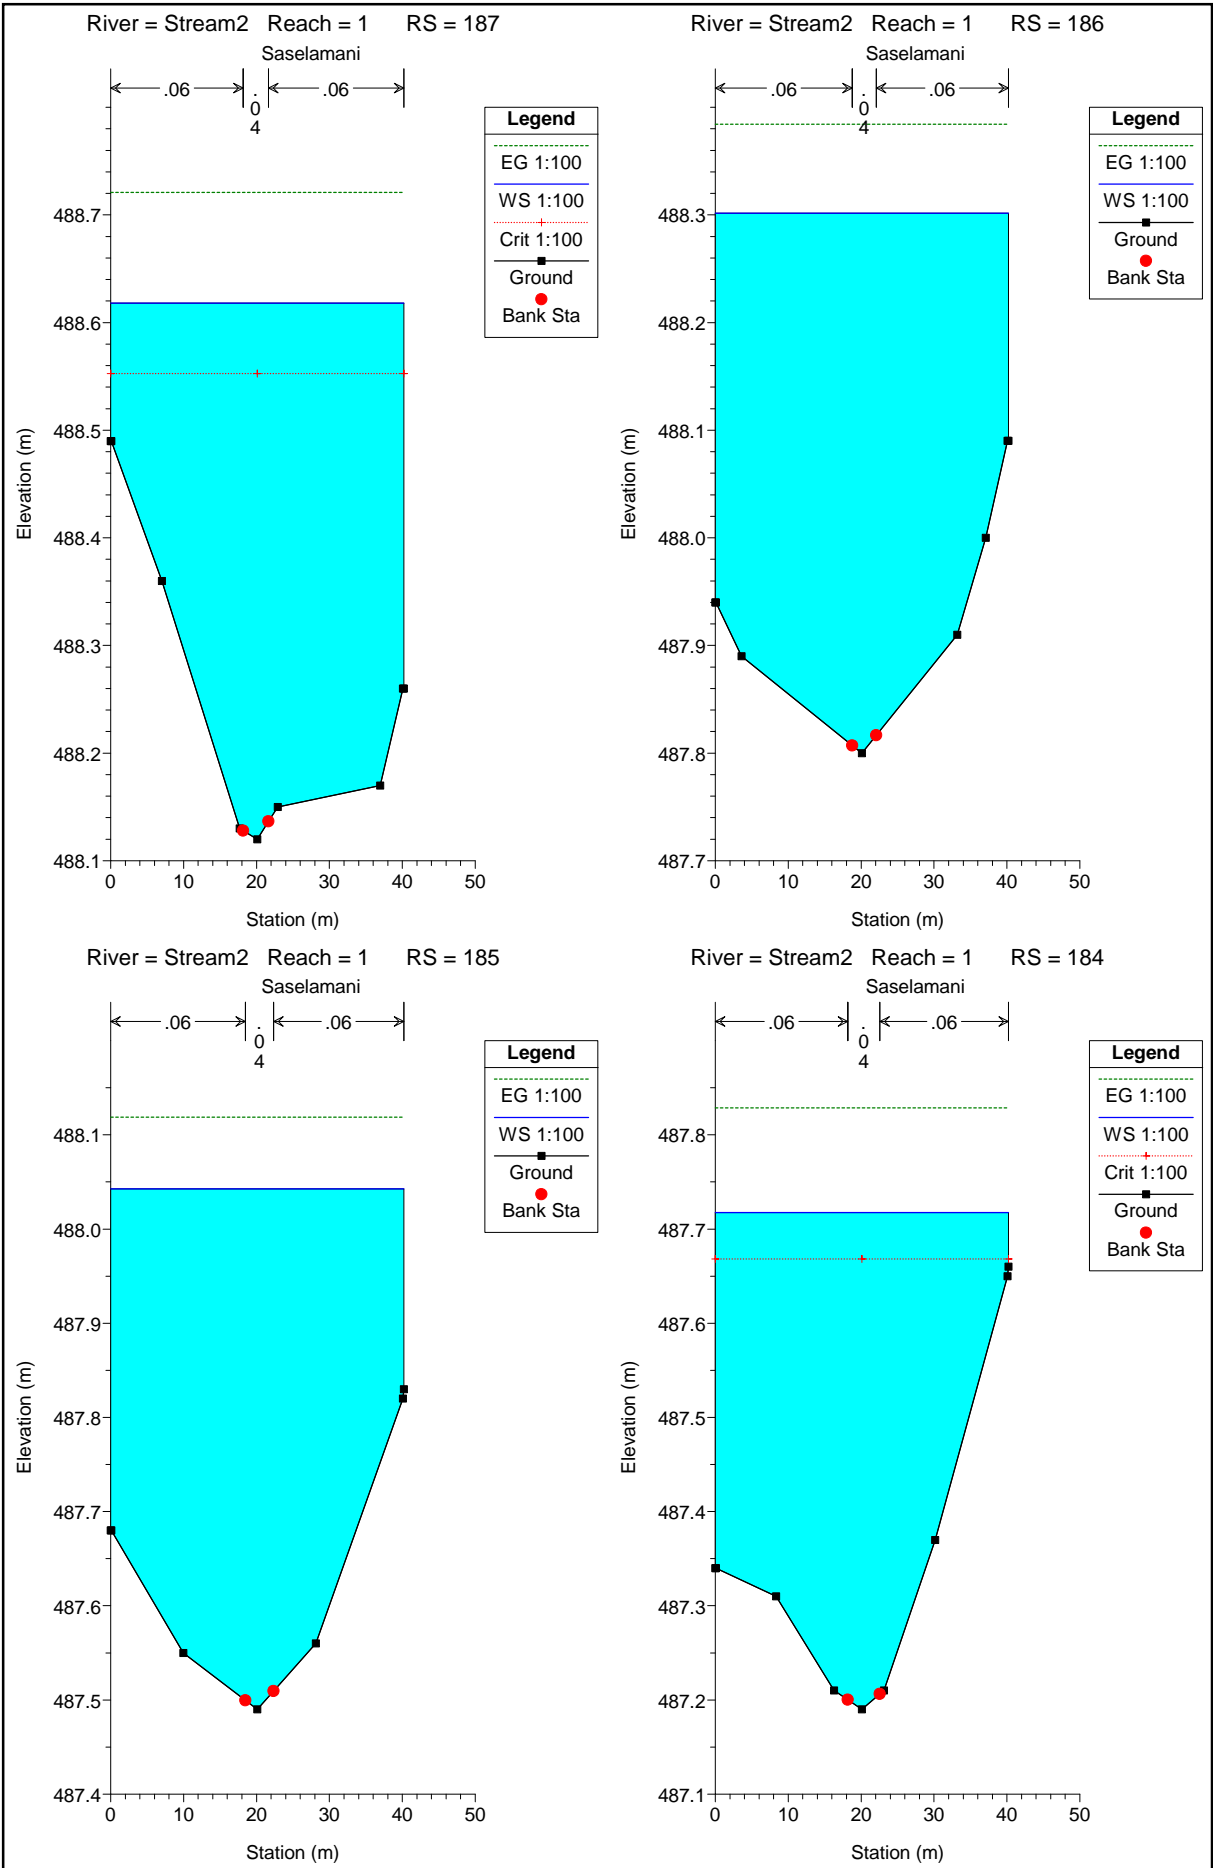 River = Stream2 Reach = 1 RS = 187
Saselamani
.06
.04
.06
Legend
EG 1:100
WS 1:100
Crit 1:100
Ground
Bank Sta
488.7
488.6
488.5
488.4
488.3
488.2
488.1
Elevation (m)
0 10 20 30 40 50
Station (m)
River = Stream2 Reach = 1 RS = 186
Saselamani
.06
.04
.06
Legend
EG 1:100
WS 1:100
Ground
Bank Sta
488.3
488.2
488.1
488.0
487.9
487.8
487.7
Elevation (m)
0 10 20 30 40 50
Station (m)
River = Stream2 Reach = 1 RS = 185
Saselamani
.06
.04
.06
Legend
EG 1:100
WS 1:100
Ground
Bank Sta
488.1
488.0
487.9
487.8
487.7
487.6
487.5
487.4
Elevation (m)
0 10 20 30 40 50
Station (m)
River = Stream2 Reach = 1 RS = 184
Saselamani
.06
.04
.06
Legend
EG 1:100
WS 1:100
Crit 1:100
Ground
Bank Sta
487.8
487.7
487.6
487.5
487.4
487.3
487.2
487.1
Elevation (m)
0 10 20 30 40 50
Station (m)